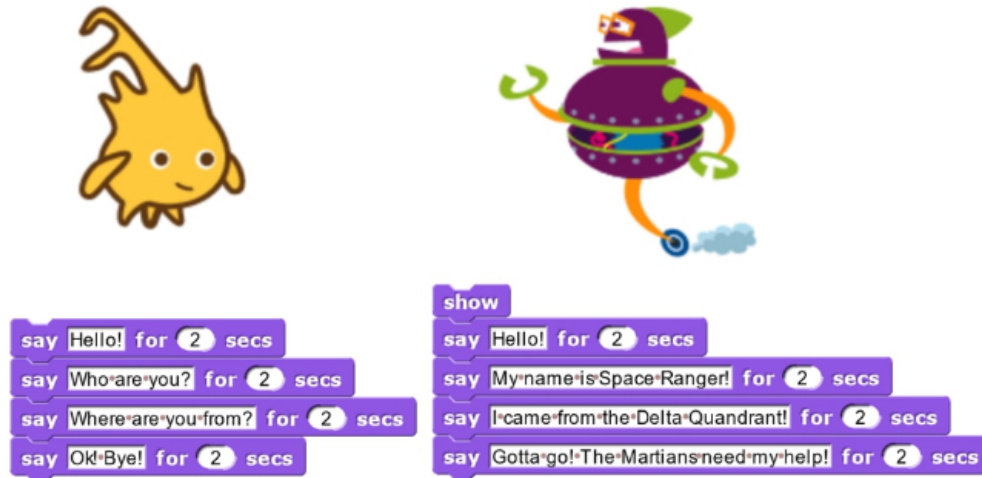 say Hello! for 2 secs
say Who are you? for 2 secs
say Where are you from? for 2 secs
say Ok! Bye! for 2 secs
show
say Hello! for 2 secs
say My name is Space Ranger! for 2 secs
say I came from the Delta Quandrant! for 2 secs
say Gotta go! The Martians need my help! for 2 secs